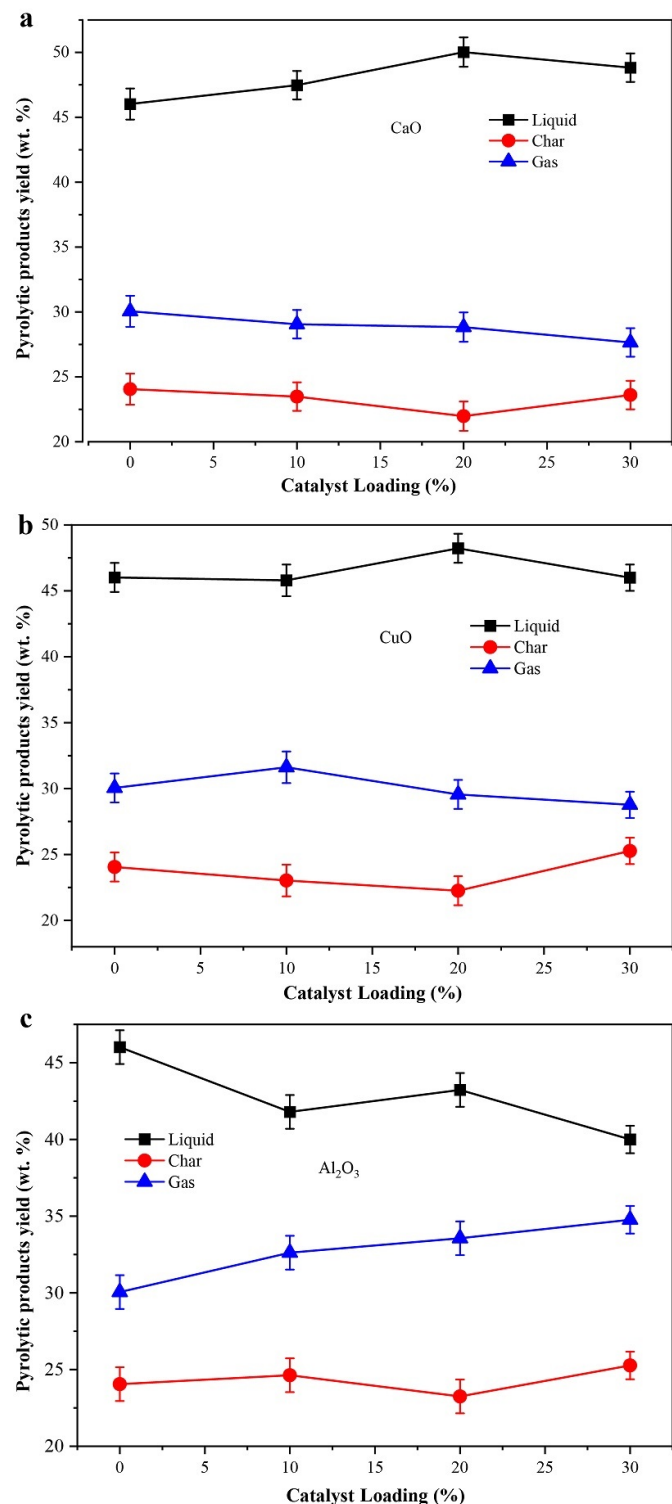 a
Pyrolytic products yield (wt. %)
50
45
40
35
30
25
20
CaO
Liquid
Char
Gas
0 5 10 15 20 25 30
Catalyst Loading (%)
b
Pyrolytic products yield (wt. %)
50
45
40
35
30
25
20
CuO
Liquid
Char
Gas
0 5 10 15 20 25 30
Catalyst Loading (%)
c
Pyrolytic products yield (wt. %)
45
40
35
30
25
20
Liquid
Char
Gas
Al₂O₃
0 5 10 15 20 25 30
Catalyst Loading (%)